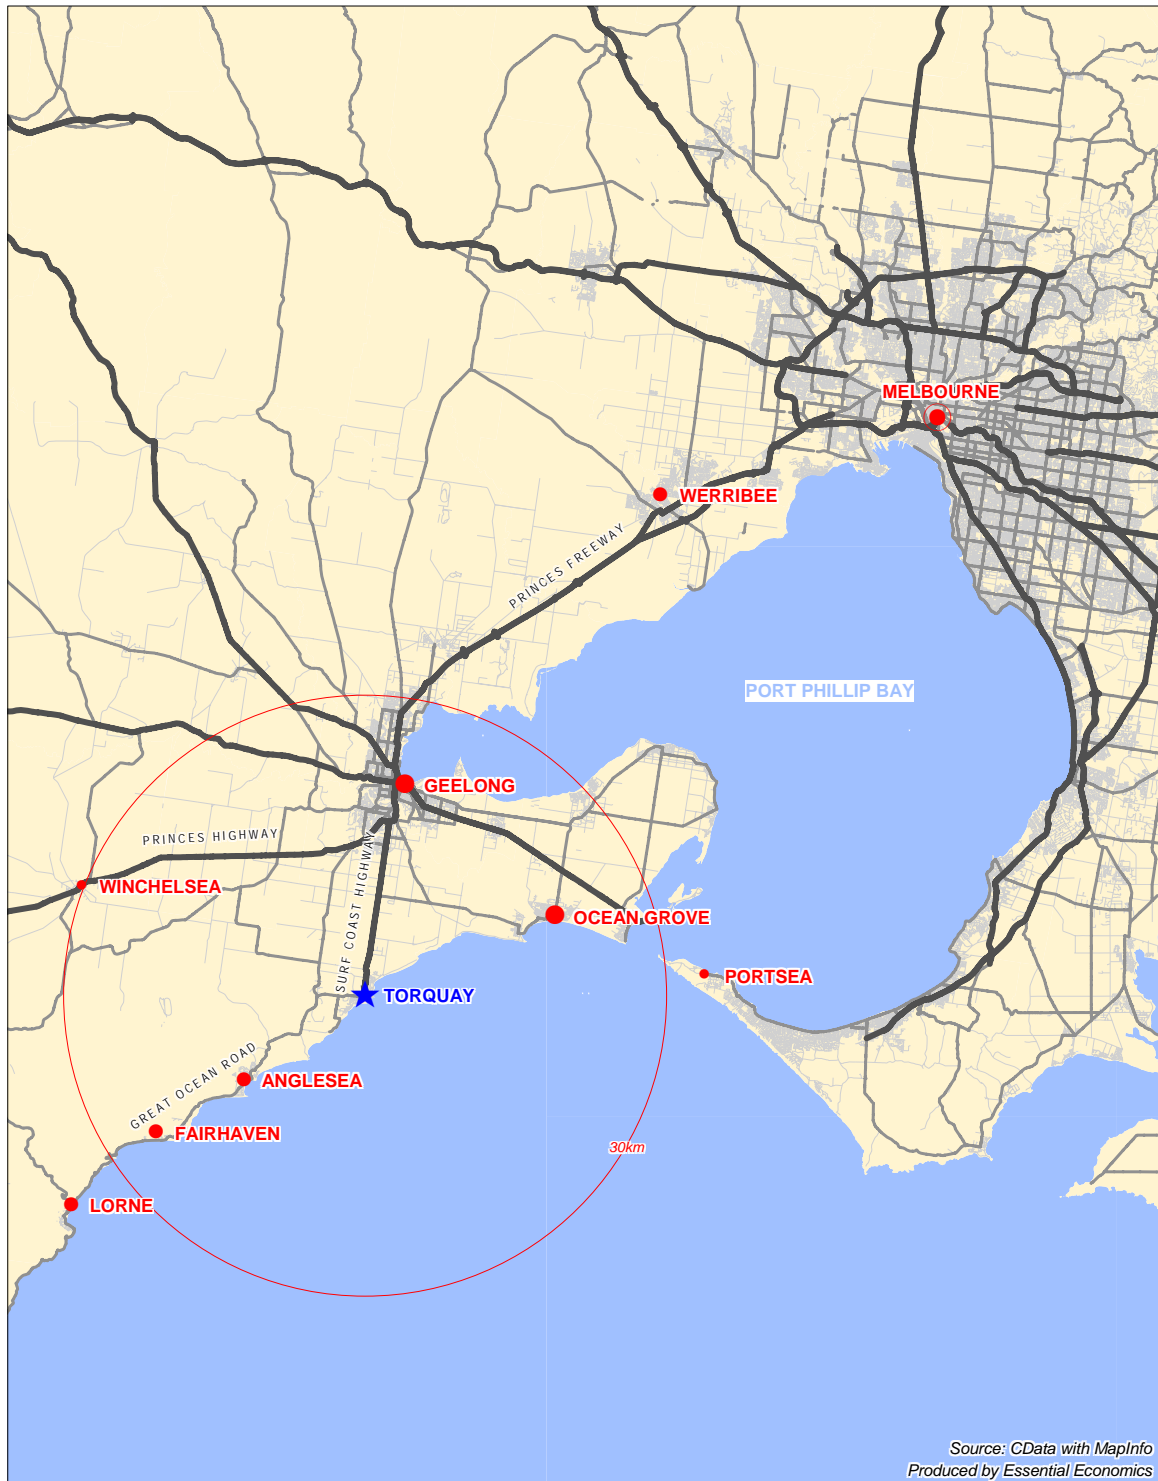 MELBOURNE
WERRIBEE
PRINCES FREEWAY
PORT PHILLIP BAY
GEELONG
PRINCES HIGHWAY
WINCHELSEA
SURF COAST HIGHWAY
OCEAN GROVE
PORTSEA
TORQUAY
ANGLESEA
GREAT OCEAN ROAD
FAIRHAVEN
30km
LORNE
Source: CData with MapInfo
Produced by Essential Economics